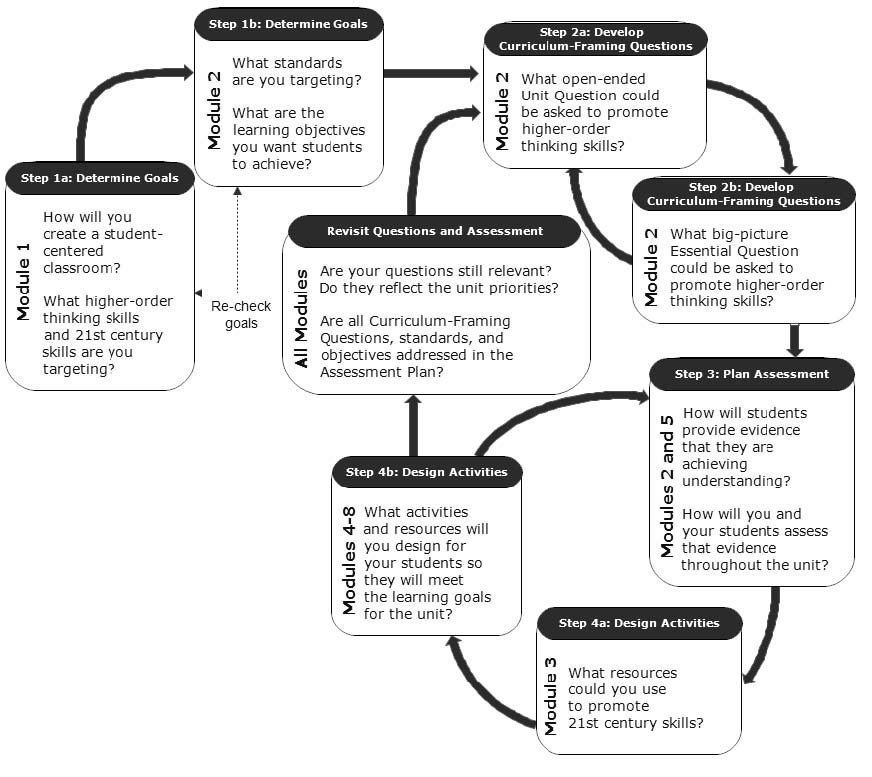 Step 1a: Determine Goals
Module 1
How will you
create a student-
centered
classroom?
What higher-order
thinking skills
and 21st century
skills are you
targeting?
Step 1b: Determine Goals
Module 2
What standards
are you targeting?
What are the
learning objectives
you want students
to achieve?
Step 2a: Develop
Curriculum-Framing Questions
Module 2
What open-ended
Unit Question could
be asked to promote
higher-order
thinking skills?
Step 2b: Develop
Curriculum-Framing Questions
Module 2
What big-picture
Essential Question
could be asked to
promote higher-order
thinking skills?
Step 3: Plan Assessment
Modules 2 and 5
How will students
provide evidence
that they are
achieving
understanding?
How will you and
your students assess
that evidence
throughout the unit?
Step 4a: Design Activities
Module 3
What resources
could you use
to promote
21st century skills?
Step 4b: Design Activities
Modules 4-8
What activities
and resources will
you design for
your students so
they will meet
the learning goals
for the unit?
Revisit Questions and Assessment
All Modules
Are your questions still relevant?
Do they reflect the unit priorities?
Are all Curriculum-Framing
Questions, standards, and
objectives addressed in the
Assessment Plan?
Re-check
goals